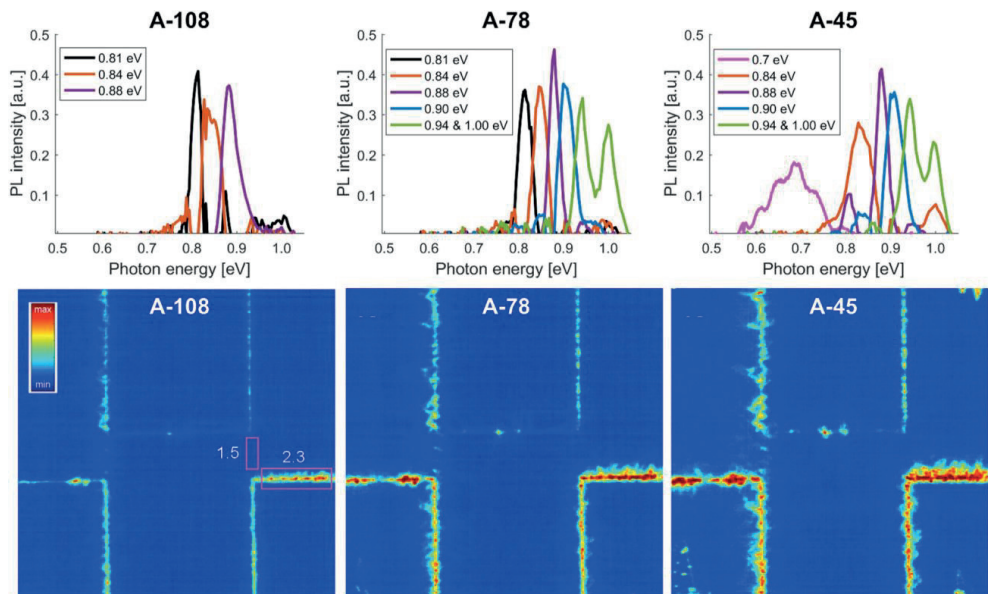 A-108
A-78
A-45
PL intensity [a.u.]
0.5
0.4
0.3
0.2
0.1
0.81 eV
0.84 eV
0.88 eV
0.5 0.6 0.7 0.8 0.9 1.0
Photon energy [eV]
PL intensity [a.u.]
0.5
0.4
0.3
0.2
0.1
0.81 eV
0.84 eV
0.88 eV
0.90 eV
0.94 & 1.00 eV
0.5 0.6 0.7 0.8 0.9 1.0
Photon energy [eV]
PL intensity [a.u.]
0.5
0.4
0.3
0.2
0.1
0.7 eV
0.84 eV
0.88 eV
0.90 eV
0.94 & 1.00 eV
0.5 0.6 0.7 0.8 0.9 1.0
Photon energy [eV]
A-108
max
min
1.5
2.3
A-78
A-45